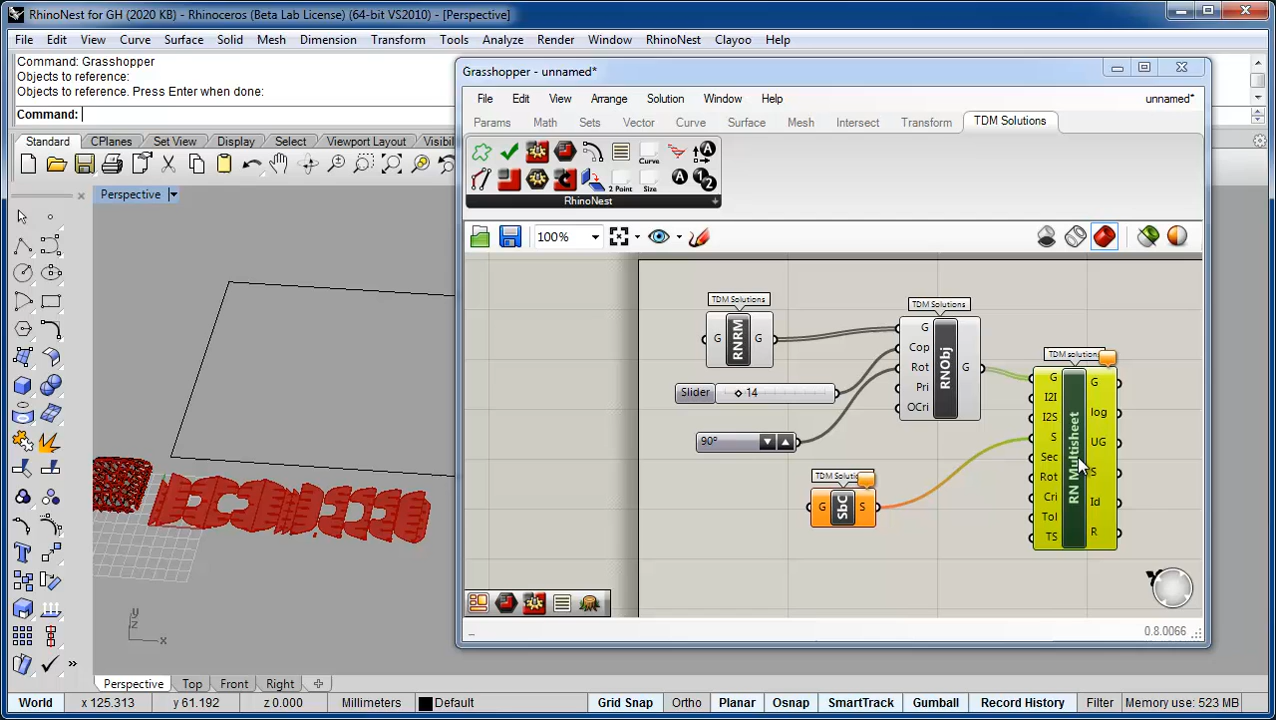 RhinoNest for GH (2020 KB) - Rhinoceros (Beta Lab License) (64-bit VS2010) - [Perspective]
File Edit View Curve Surface Solid Mesh Dimension Transform Tools Analyze Render Window RhinoNest Clayoo Help
Command: Grasshopper
Objects to reference:
Objects to reference. Press Enter when done:
Command:
Standard CPlanes Set View Display Select Viewport Layout Visibil
Perspective
Grasshopper - unnamed*
File Edit View Arrange Solution Window Help unnamed*
Params Math Sets Vector Curve Surface Mesh Intersect Transform TDM Solutions
Curve
2 Point Size
RhinoNest
100%
TDM Solutions
RNRM
G G
Slider 14
90°
TDM Solutions
RNObj
G
Cop
Rot
Pri
OCri
G
TDM Solutio
SbC
G S
TDM solutions
RN Multisheet
G
I2I
I2S
S
Sec
Rot
Cri
Tol
TS
G
log
UG
S
Id
R
0.8.0066
y
z
x
Perspective Top Front Right
World x 125.313 y 61.192 z 0.000 Millimeters Default Grid Snap Ortho Planar Osnap SmartTrack Gumball Record History Filter Memory use: 523 MB